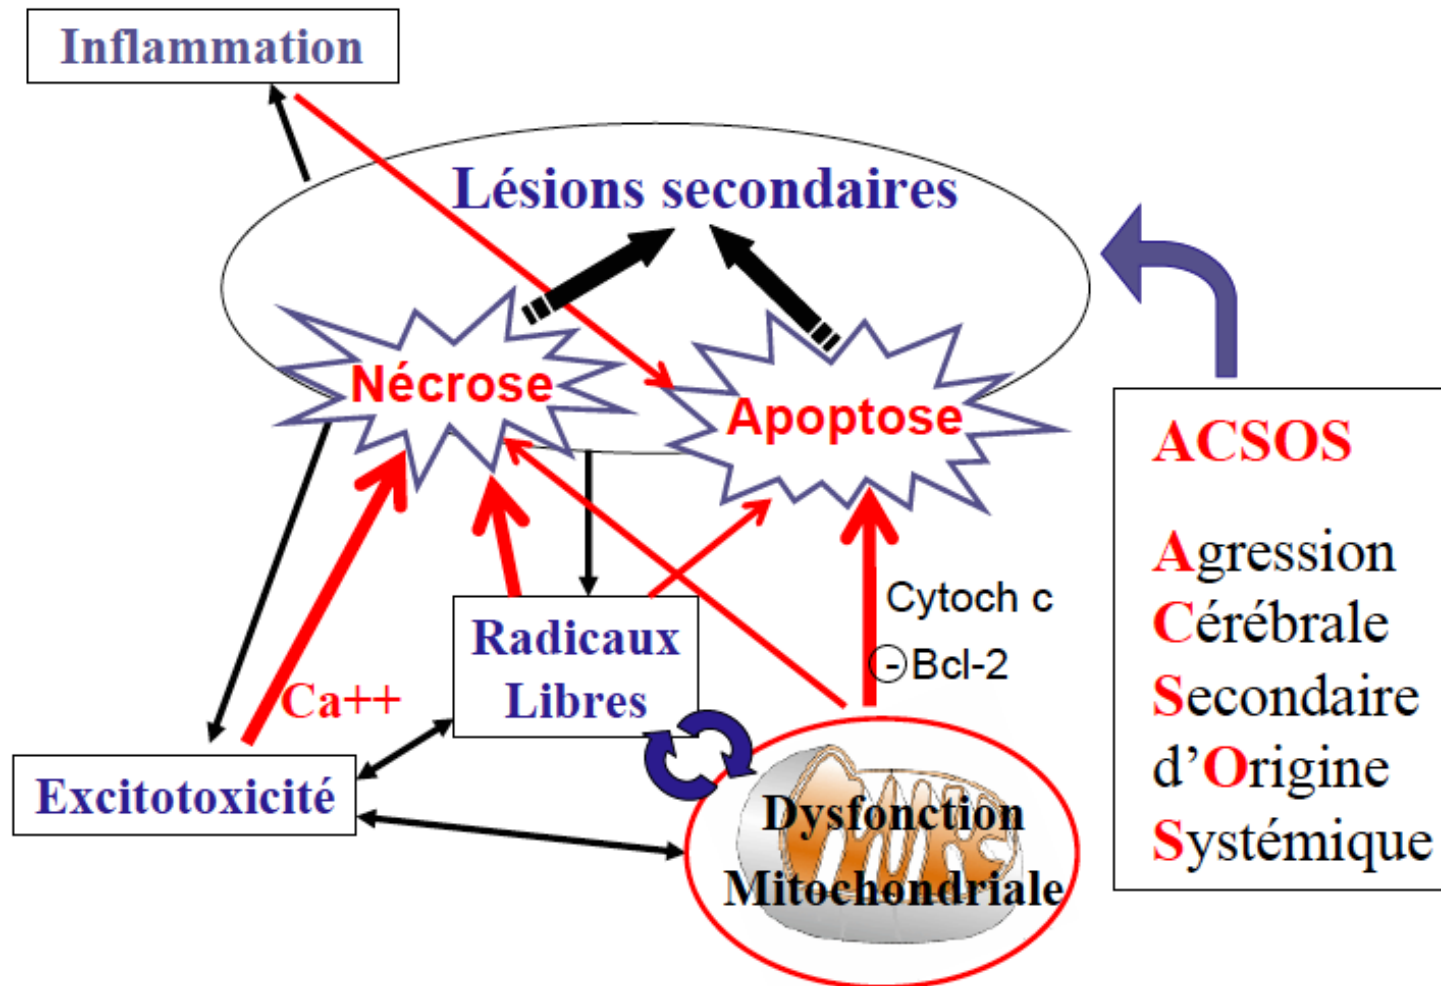 Inflammation
Lésions secondaires
Nécrose
Apoptose
Cytoch c
- Bcl-2
Radicaux
Libres
Ca++
Excitotoxicité
Dysfonction
Mitochondriale
ACSOS
Agression
Cérébrale
Secondaire
d’Origine
Systémique